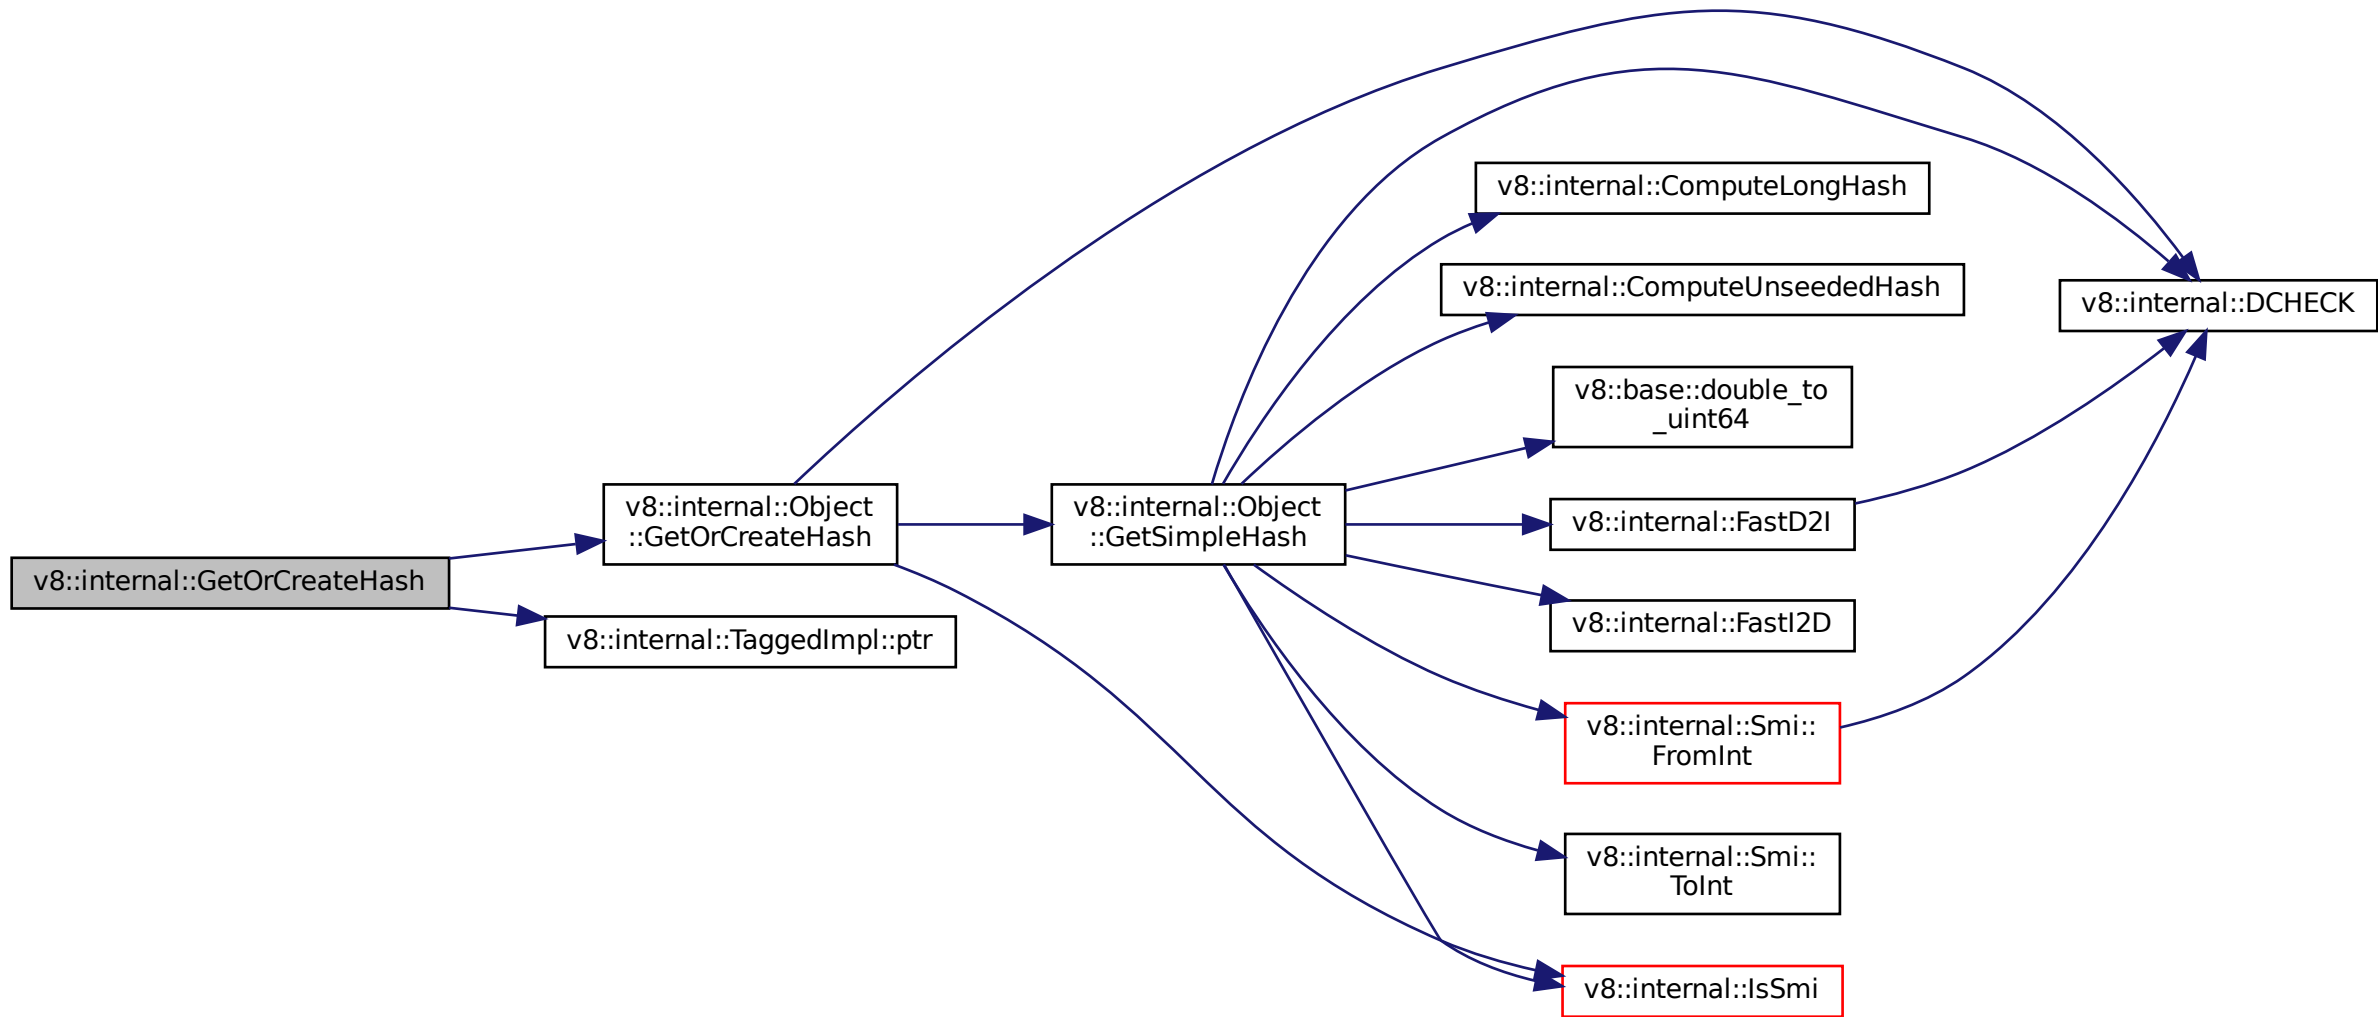 v8::internal::GetOrCreateHash
v8::internal::Object
::GetOrCreateHash
v8::internal::TaggedImpl::ptr
v8::internal::Object
::GetSimpleHash
v8::internal::ComputeLongHash
v8::internal::ComputeUnseededHash
v8::base::double_to
_uint64
v8::internal::FastD2I
v8::internal::FastI2D
v8::internal::Smi::
FromInt
v8::internal::Smi::
ToInt
v8::internal::IsSmi
v8::internal::DCHECK